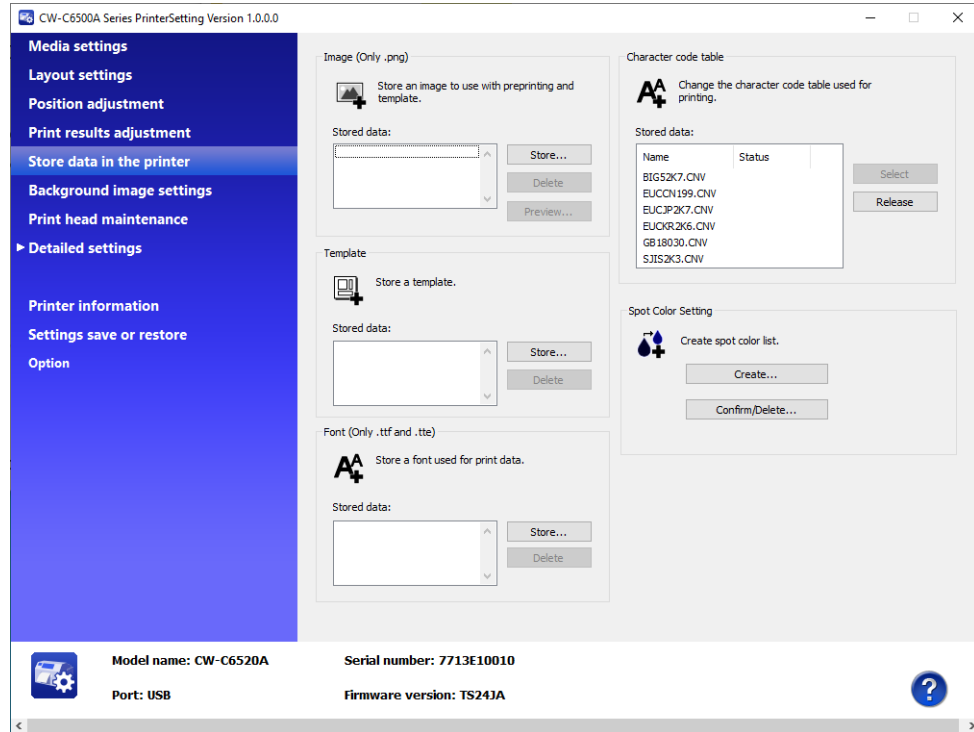 CW-C6500A Series PrinterSetting Version 1.0.0.0
Media settings
Layout settings
Position adjustment
Print results adjustment
Store data in the printer
Background image settings
Print head maintenance
Detailed settings
Printer information
Settings save or restore
Option
Image (Only .png)
Store an image to use with preprinting and
template.
Stored data:
Store...
Delete
Preview...
Template
Store a template.
Stored data:
Store...
Delete
Font (Only .ttf and .tte)
Store a font used for print data.
Stored data:
Store...
Delete
Character code table
Change the character code table used for
printing.
Stored data:
Name Status
BIG52K7.CNV
EUCCN199.CNV
EUCJP2K7.CNV
EUCKR2K6.CNV
GB18030.CNV
SJIS2K3.CNV
Select
Release
Spot Color Setting
Create spot color list.
Create...
Confirm/Delete...
Model name: CW-C6520A
Serial number: 7713E10010
Port: USB
Firmware version: TS24JA
?